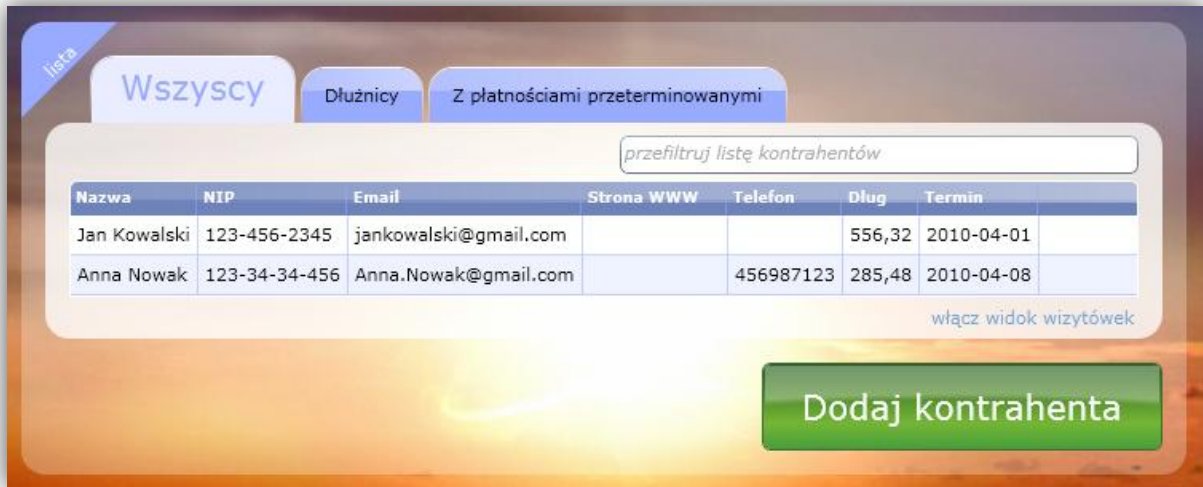 lista
Wszyscy Dłużnicy Z płatnościami przeterminowanymi
przefiltruj listę kontrahentów
Nazwa NIP Email Strona WWW Telefon Dług Termin
Jan Kowalski 123-456-2345 jankowalski@gmail.com 556,32 2010-04-01
Anna Nowak 123-34-34-456 Anna.Nowak@gmail.com 456987123 285,48 2010-04-08
włącz widok wizytówek
Dodaj kontrahenta